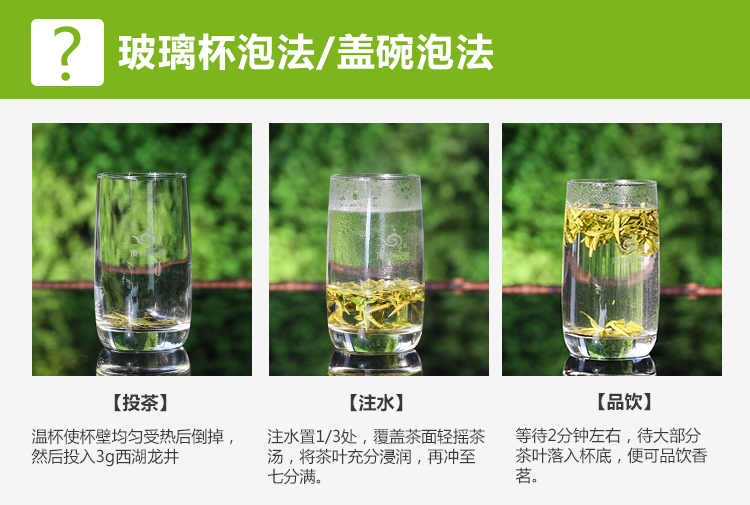 ?
玻璃杯泡法/盖碗泡法
【投茶】
温杯使杯壁均匀受热后倒掉，
然后投入3g西湖龙井
【注水】
注水置1/3处，覆盖茶面轻摇茶
汤，将茶叶充分浸润，再冲至
七分满。
【品饮】
等待2分钟左右，待大部分
茶叶落入杯底，便可品饮香
茗。